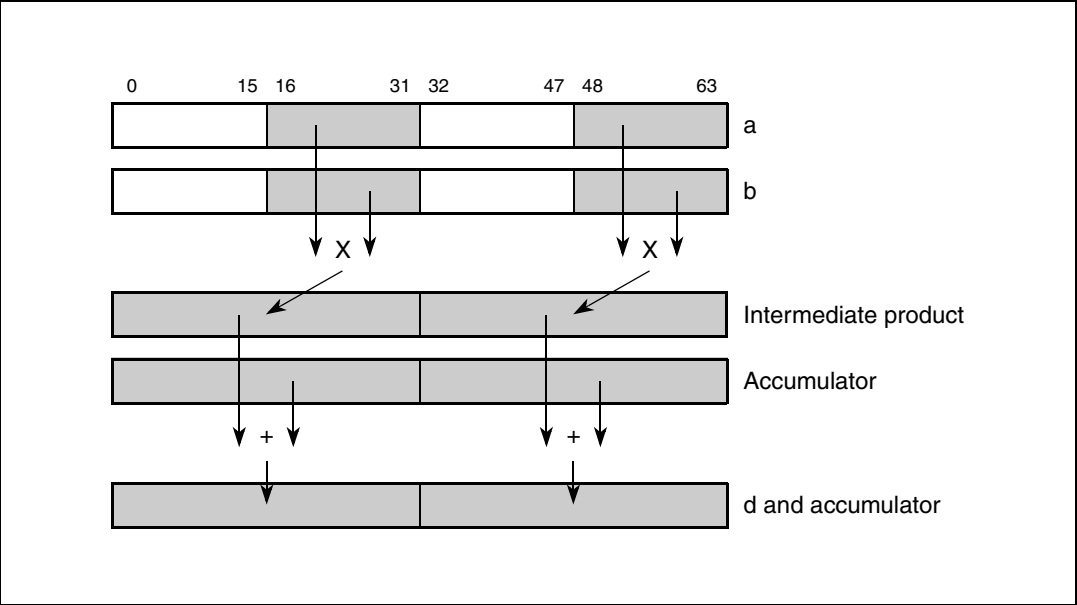 0 15 16 31 32 47 48 63
a
b
X X
Intermediate product
Accumulator
+ +
d and accumulator